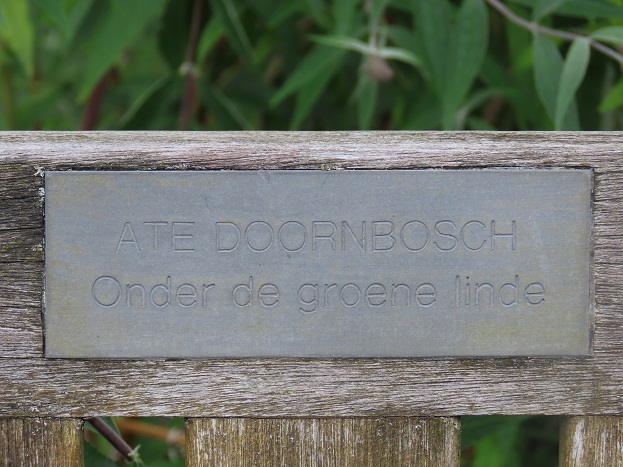 ATE DOORNBOSCH
Onder de groene linde